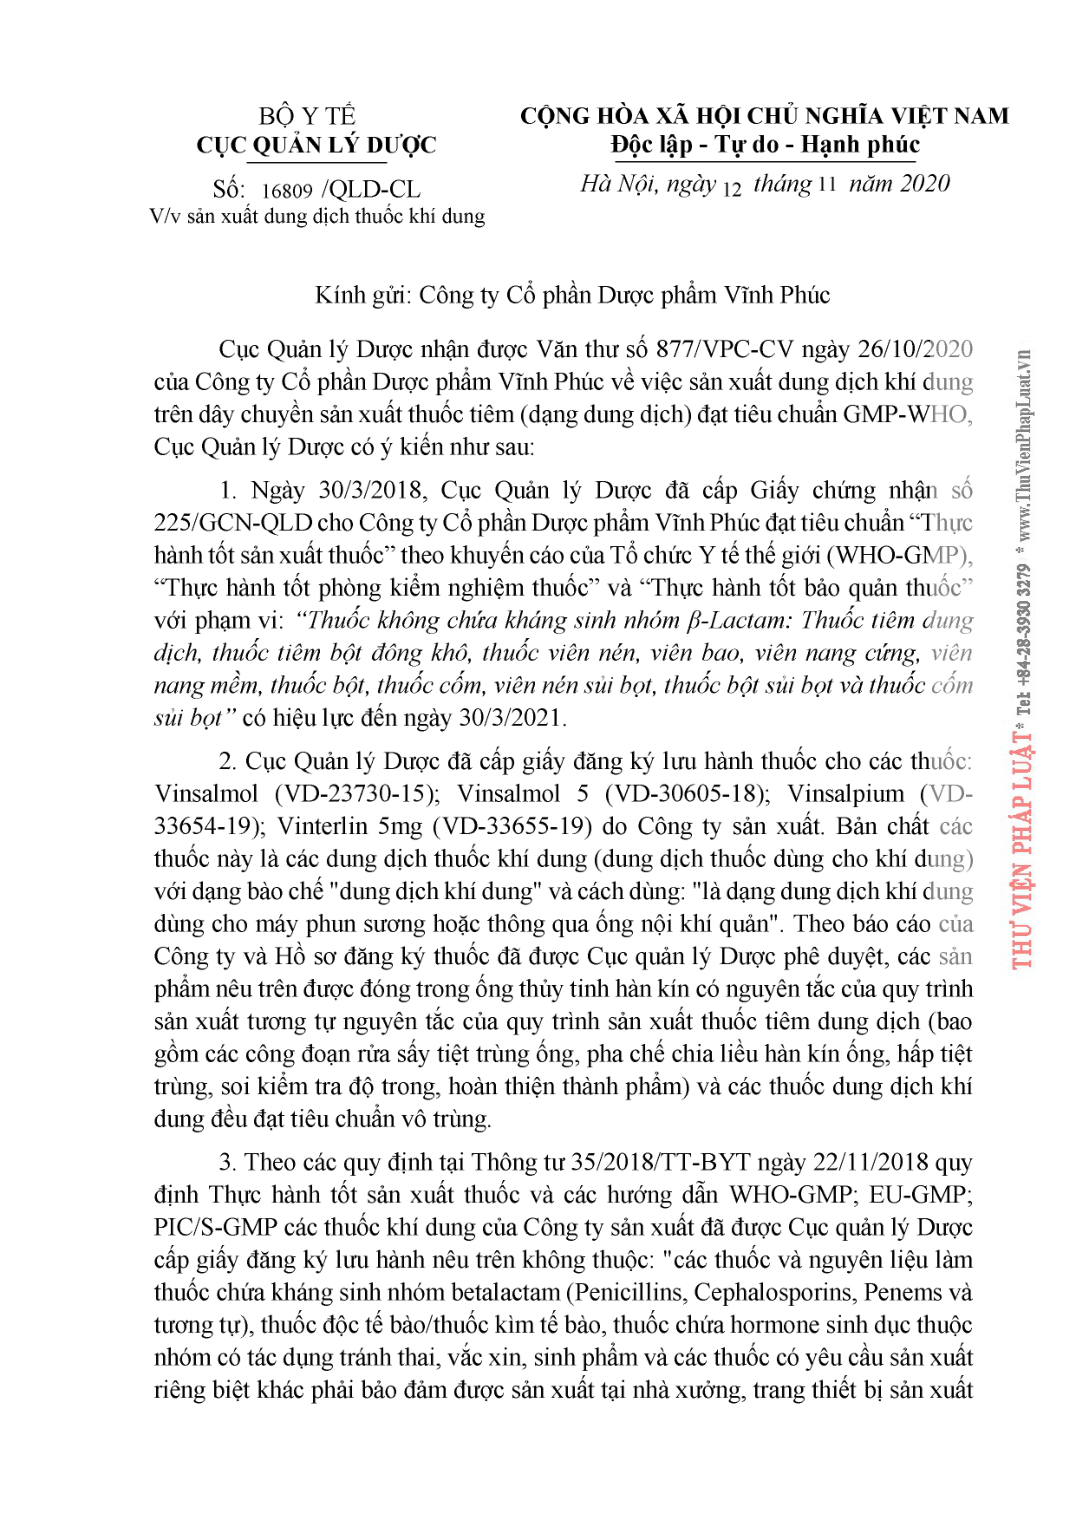 BỘ Y TẾ
CỤC QUẢN LÝ DƯỢC
Số: 16809 /QLD-CL
V/v sản xuất dung dịch thuốc khí dung
CỘNG HÒA XÃ HỘI CHỦ NGHĨA VIỆT NAM
Độc lập - Tự do - Hạnh phúc
Hà Nội, ngày 12 tháng 11 năm 2020
Kính gửi: Công ty Cổ phần Dược phẩm Vĩnh Phúc
Cục Quản lý Dược nhận được Văn thư số 877/VPC-CV ngày 26/10/2020
của Công ty Cổ phần Dược phẩm Vĩnh Phúc về việc sản xuất dung dịch khí dung
trên dây chuyền sản xuất thuốc tiêm (dạng dung dịch) đạt tiêu chuẩn GMP-WHO,
Cục Quản lý Dược có ý kiến như sau:
1. Ngày 30/3/2018, Cục Quản lý Dược đã cấp Giấy chứng nhận số
225/GCN-QLD cho Công ty Cổ phần Dược phẩm Vĩnh Phúc đạt tiêu chuẩn “Thực
hành tốt sản xuất thuốc” theo khuyến cáo của Tổ chức Y tế thế giới (WHO-GMP),
“Thực hành tốt phòng kiểm nghiệm thuốc” và “Thực hành tốt bảo quản thuốc”
với phạm vi: “Thuốc không chứa kháng sinh nhóm β-Lactam: Thuốc tiêm dung
dịch, thuốc tiêm bột đông khô, thuốc viên nén, viên bao, viên nang cứng, viên
nang mềm, thuốc bột, thuốc cốm, viên nén sủi bọt, thuốc bột sủi bọt và thuốc cốm
sủi bọt” có hiệu lực đến ngày 30/3/2021.
2. Cục Quản lý Dược đã cấp giấy đăng ký lưu hành thuốc cho các thuốc:
Vinsalmol (VD-23730-15); Vinsalmol 5 (VD-30605-18); Vinsalpium (VD-
33654-19); Vinterlin 5mg (VD-33655-19) do Công ty sản xuất. Bản chất các
thuốc này là các dung dịch thuốc khí dung (dung dịch thuốc dùng cho khí dung)
với dạng bào chế "dung dịch khí dung" và cách dùng: "là dạng dung dịch khí dung
dùng cho máy phun sương hoặc thông qua ống nội khí quản". Theo báo cáo của
Công ty và Hồ sơ đăng ký thuốc đã được Cục quản lý Dược phê duyệt, các sản
phẩm nêu trên được đóng trong ống thủy tinh hàn kín có nguyên tắc của quy trình
sản xuất tương tự nguyên tắc của quy trình sản xuất thuốc tiêm dung dịch (bao
gồm các công đoạn rửa sấy tiệt trùng ống, pha chế chia liều hàn kín ống, hấp tiệt
trùng, soi kiểm tra độ trong, hoàn thiện thành phẩm) và các thuốc dung dịch khí
dung đều đạt tiêu chuẩn vô trùng.
3. Theo các quy định tại Thông tư 35/2018/TT-BYT ngày 22/11/2018 quy
định Thực hành tốt sản xuất thuốc và các hướng dẫn WHO-GMP; EU-GMP;
PIC/S-GMP các thuốc khí dung của Công ty sản xuất đã được Cục quản lý Dược
cấp giấy đăng ký lưu hành nêu trên không thuộc: "các thuốc và nguyên liệu làm
thuốc chứa kháng sinh nhóm betalactam (Penicillins, Cephalosporins, Penems và
tương tự), thuốc độc tế bào/thuốc kìm tế bào, thuốc chứa hormone sinh dục thuộc
nhóm có tác dụng tránh thai, vắc xin, sinh phẩm và các thuốc có yêu cầu sản xuất
riêng biệt khác phải bảo đảm được sản xuất tại nhà xưởng, trang thiết bị sản xuất
THƯ VIỆN PHÁP LUẬT * Tel: +84-28-3930 3279 * www.ThuVienPhapLuat.vn